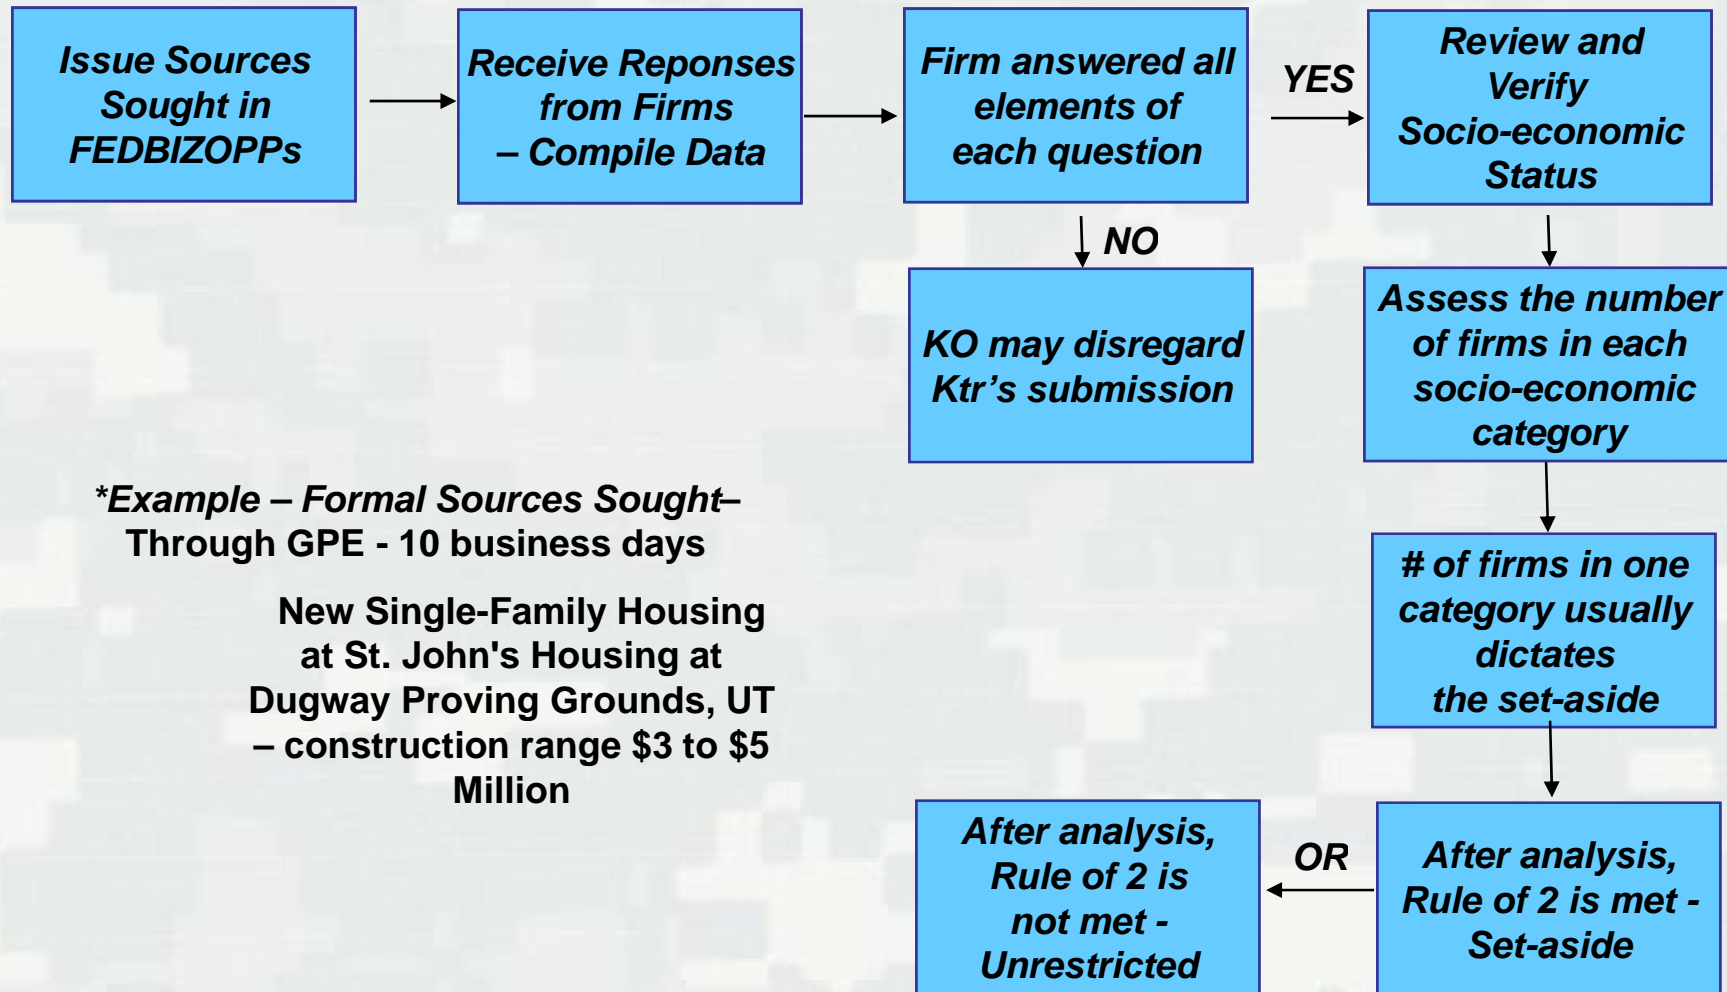 Issue Sources
Sought in
FEDBIZOPPs
Receive Reponses
from Firms
– Compile Data
Firm answered all
elements of
each question
YES
Review and
Verify
Socio-economic
Status
NO
KO may disregard
Ktr’s submission
Assess the number
of firms in each
socio-economic
category
*Example – Formal Sources Sought–
Through GPE - 10 business days
New Single-Family Housing
at St. John's Housing at
Dugway Proving Grounds, UT
– construction range $3 to $5
Million
# of firms in one
category usually
dictates
the set-aside
After analysis,
Rule of 2 is
not met -
Unrestricted
OR
After analysis,
Rule of 2 is met -
Set-aside